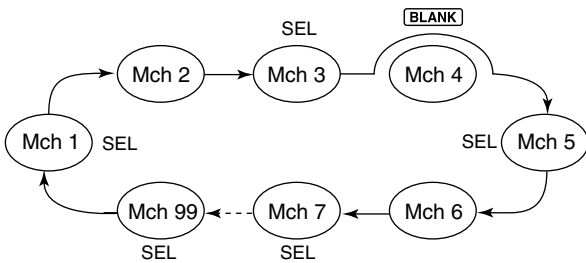 BLANK
SEL
Mch 2
Mch 3
Mch 4
Mch 1
SEL
SEL
Mch 5
Mch 99
Mch 7
Mch 6
SEL
SEL